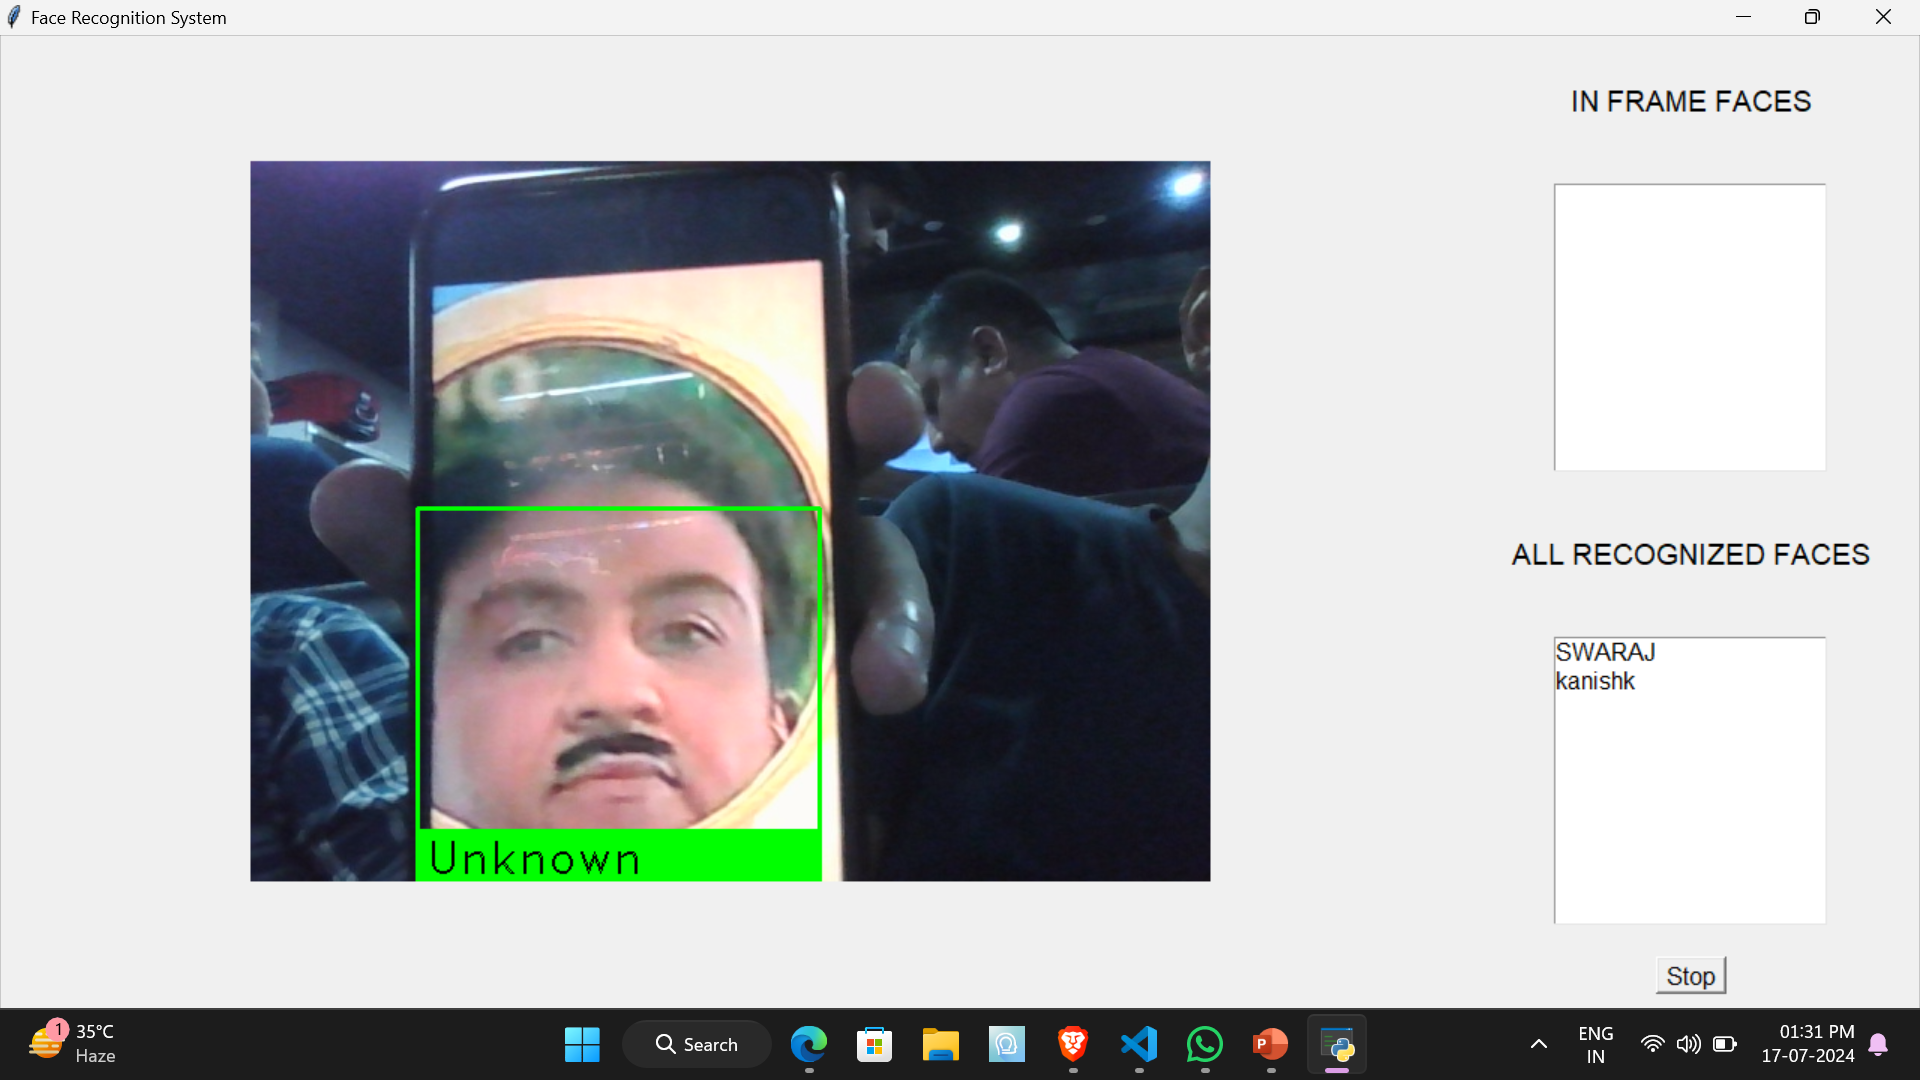 Face Recognition System
IN FRAME FACES
ALL RECOGNIZED FACES
SWARAJ
kanishk
Unknown
Stop
1
35°C
Haze
Search
P
ENG
IN
01:31 PM
17-07-2024